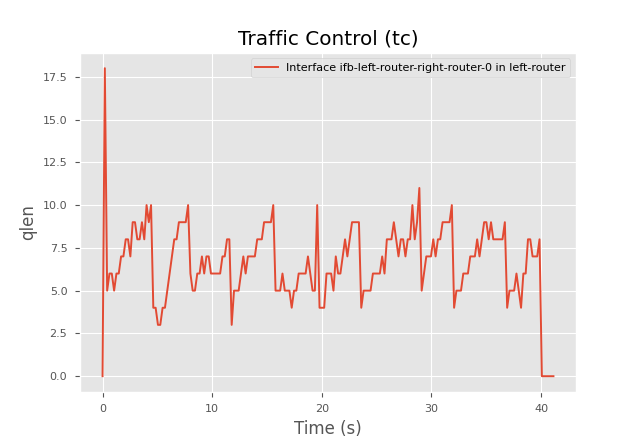 Traffic Control (tc)
Interface ifb-left-router-right-router-0 in left-router
17.5
15.0
12.5
10.0
7.5
5.0
2.5
0.0
qlen
0 10 20 30 40
Time (s)